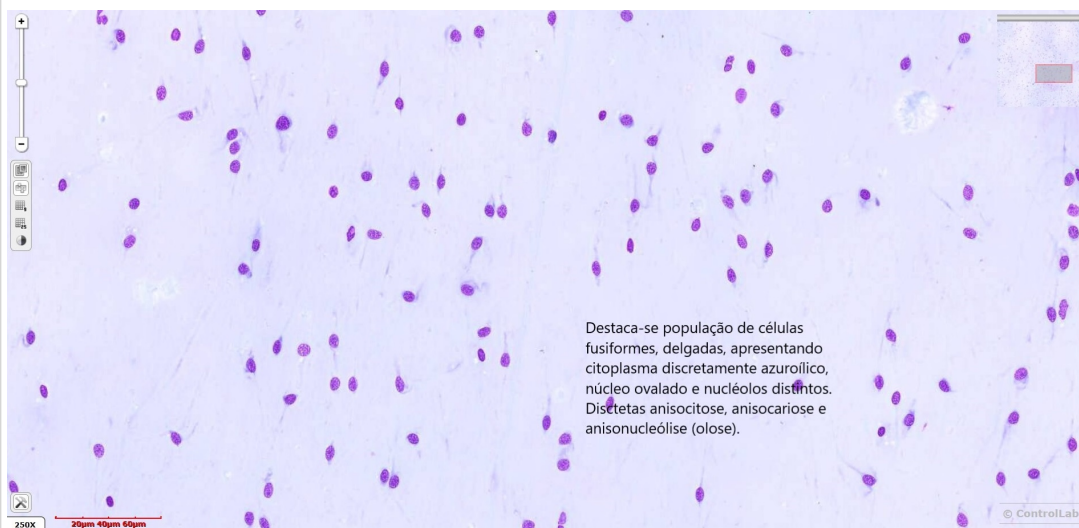 Destaca-se população de células
fusiformes, delgadas, apresentando
citoplasma discretamente azuroílico,
núcleo ovalado e nucléolos distintos.
Disctetas anisocitose, anisocariose e
anisonucleólise (olose).
© ControlLab
250X
20µm 40µm 60µm